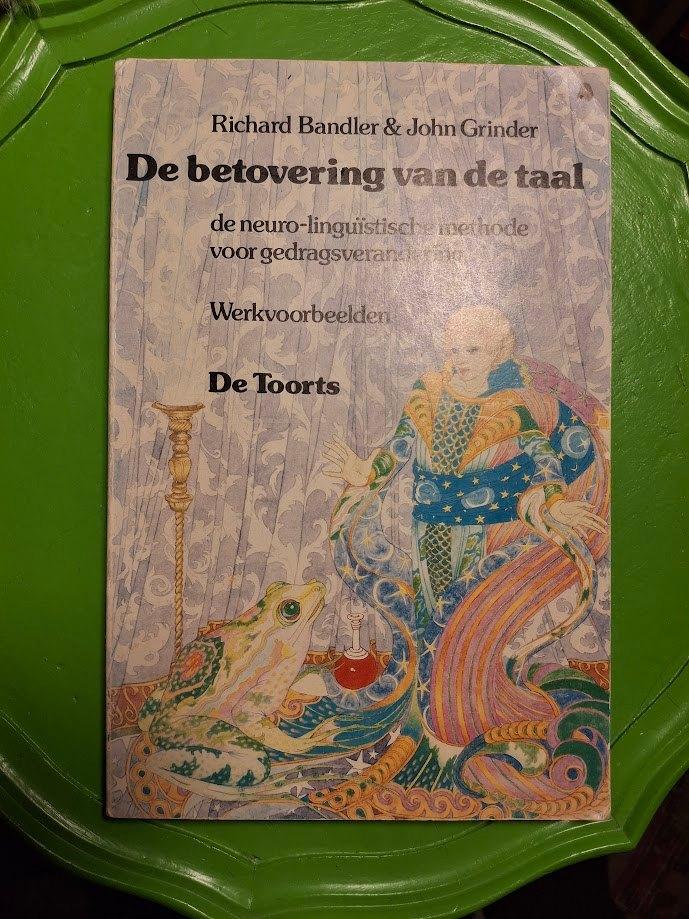 Richard Bandler & John Grinder
De betovering van de taal
de neuro-linguïstische methode
voor gedragsverandering
Werkvoorbeelden
De Toorts